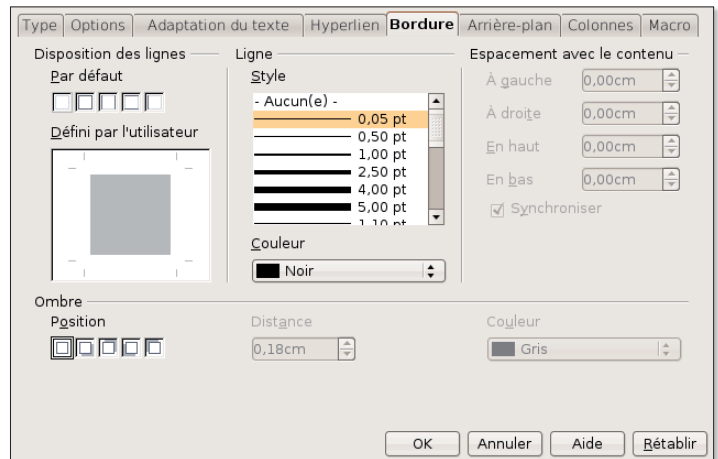 Type Options Adaptation du texte Hyperlien Bordure Arrière-plan Colonnes Macro
Disposition des lignes
Par défaut
Défini par l'utilisateur
Ligne
Style
- Aucun(e) -
0,05 pt
0,50 pt
1,00 pt
2,50 pt
4,00 pt
5,00 pt
1,10 pt
Couleur
Noir
Espacement avec le contenu
À gauche 0,00cm
À droite 0,00cm
En haut 0,00cm
En bas 0,00cm
Synchroniser
Ombre
Position
Distance
0,18cm
Couleur
Gris
OK Annuler Aide Rétablir